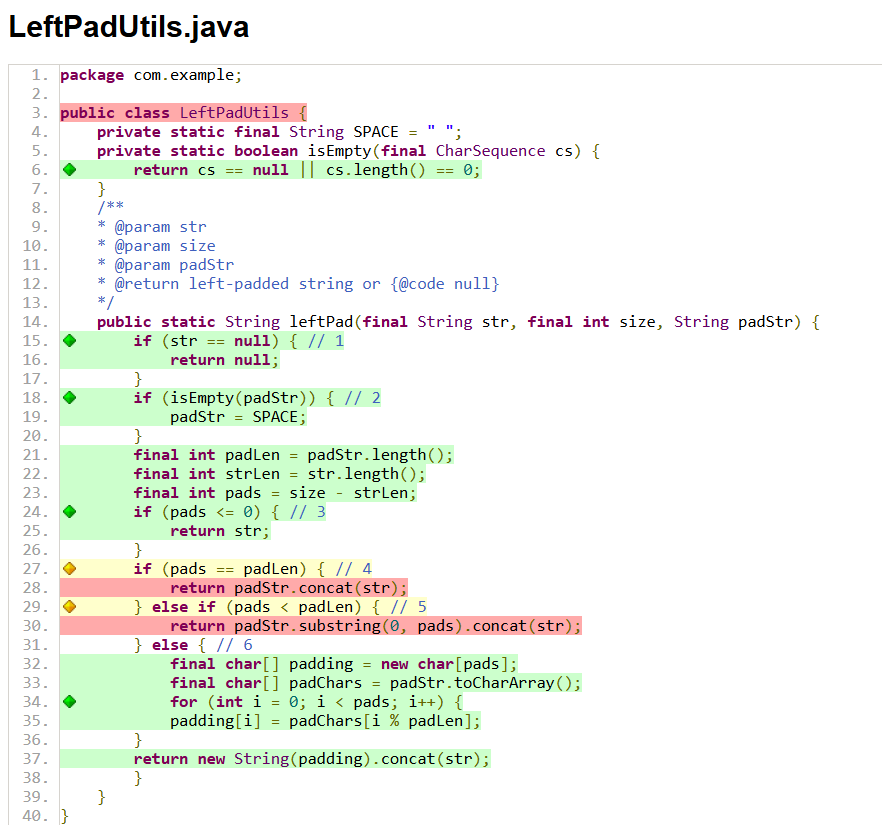 LeftPadUtils.java
1. package com.example;
2.
3. public class LeftPadUtils {
4.     private static final String SPACE = " ";
5.     private static boolean isEmpty(final CharSequence cs) {
6.         return cs == null || cs.length() == 0;
7.     }
8.     /**
9.     * @param str
10.     * @param size
11.     * @param padStr
12.     * @return left-padded string or {@code null}
13.     */
14.     public static String leftPad(final String str, final int size, String padStr) {
15.         if (str == null) { // 1
16.             return null;
17.         }
18.         if (isEmpty(padStr)) { // 2
19.             padStr = SPACE;
20.         }
21.         final int padLen = padStr.length();
22.         final int strLen = str.length();
23.         final int pads = size - strLen;
24.         if (pads <= 0) { // 3
25.             return str;
26.         }
27.         if (pads == padLen) { // 4
28.             return padStr.concat(str);
29.         } else if (pads < padLen) { // 5
30.             return padStr.substring(0, pads).concat(str);
31.         } else { // 6
32.             final char[] padding = new char[pads];
33.             final char[] padChars = padStr.toCharArray();
34.             for (int i = 0; i < pads; i++) {
35.             padding[i] = padChars[i % padLen];
36.         }
37.         return new String(padding).concat(str);
38.         }
39.     }
40. }